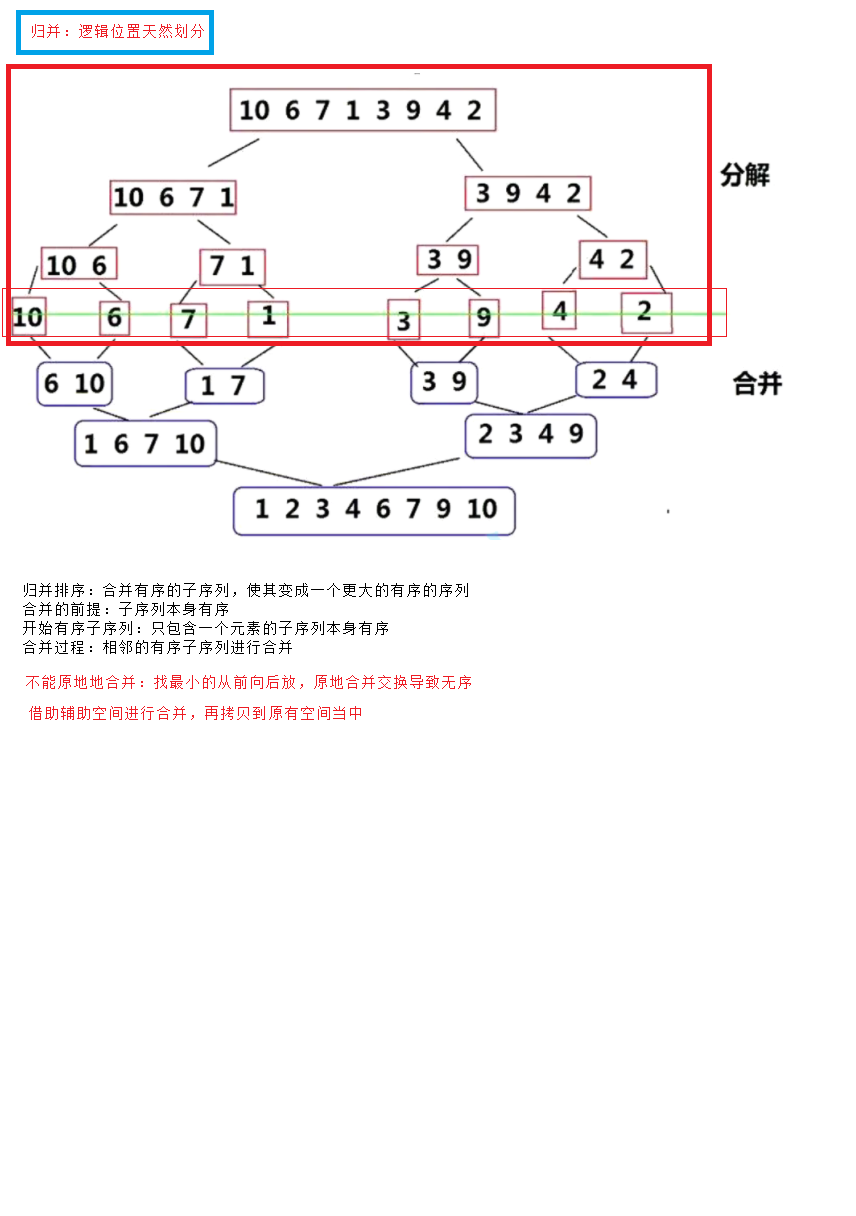 归并：逻辑位置天然划分
10 6 7 1 3 9 4 2
分解
10 6 7 1
3 9 4 2
10 6
7 1
3 9
4 2
10
6
7
1
3
9
4
2
6 10
1 7
3 9
2 4
合并
1 6 7 10
2 3 4 9
1 2 3 4 6 7 9 10
归并排序：合并有序的子序列，使其变成一个更大的有序的序列
合并的前提：子序列本身有序
开始有序子序列：只包含一个元素的子序列本身有序
合并过程：相邻的有序子序列进行合并
不能原地地合并：找最小的从前向后放，原地合并交换导致无序
借助辅助空间进行合并，再拷贝到原有空间当中